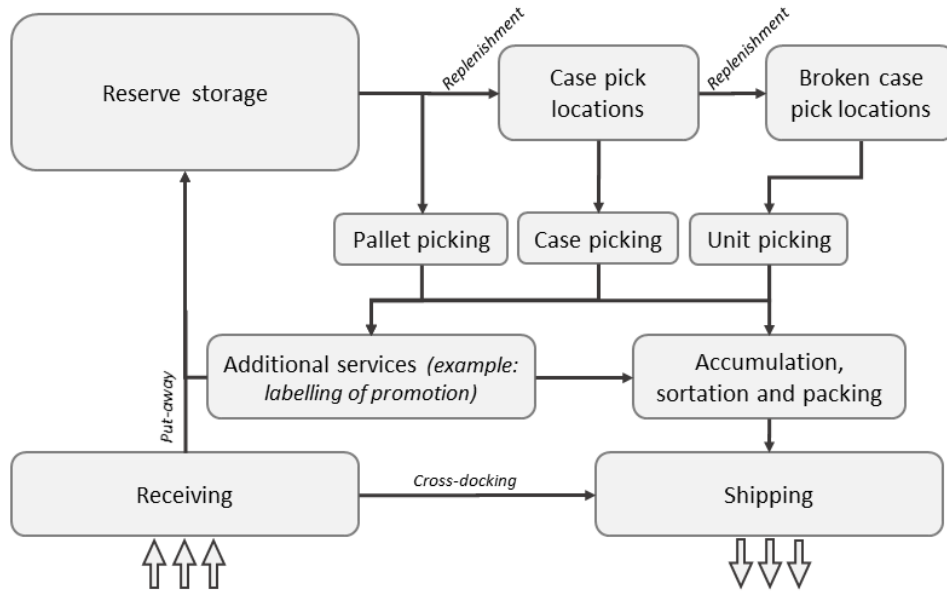 Reserve storage
Replenishment
Case pick
locations
Replenishment
Broken case
pick locations
Pallet picking
Case picking
Unit picking
Additional services (example:
labelling of promotion)
Accumulation,
sortation and packing
Put-away
Receiving
Cross-docking
Shipping